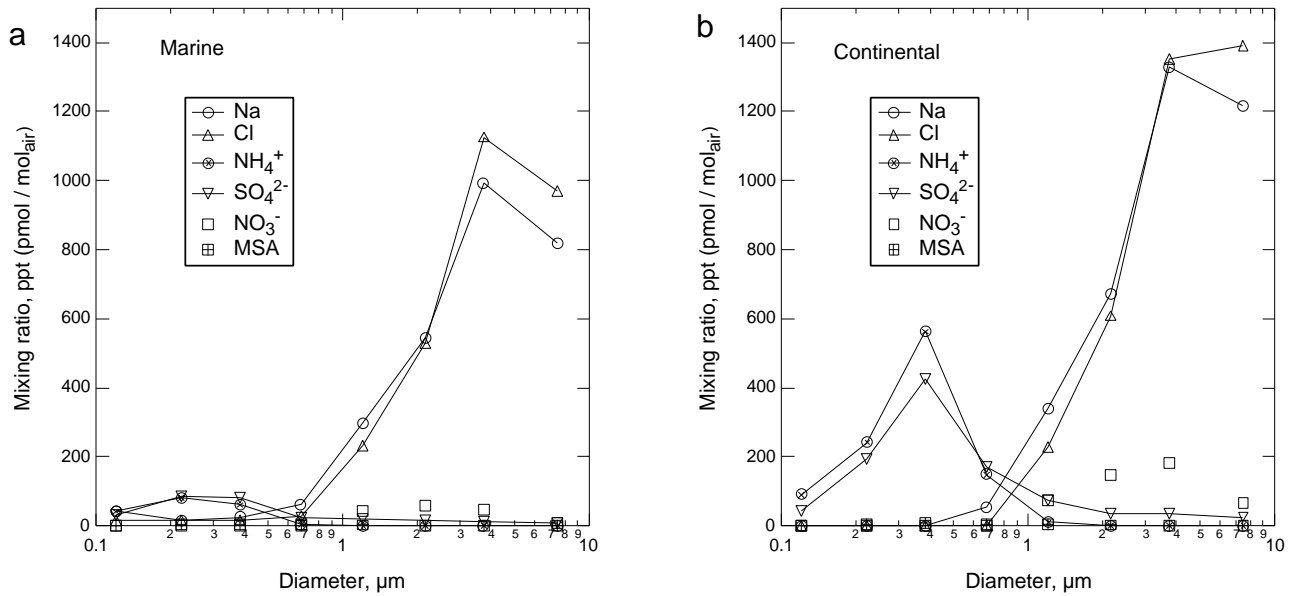 a
Marine
Mixing ratio, ppt (pmol / mol_air)
1400
1200
1000
800
600
400
200
0
Na
Cl
NH₄⁺
SO₄²⁻
NO₃⁻
MSA
0.1 2 3 4 5 6 7 8 9 1 2 3 4 5 6 7 8 9 10
Diameter, µm
b
Continental
Mixing ratio, ppt (pmol / mol_air)
1400
1200
1000
800
600
400
200
0
Na
Cl
NH₄⁺
SO₄²⁻
NO₃⁻
MSA
0.1 2 3 4 5 6 7 8 9 1 2 3 4 5 6 7 8 9 10
Diameter, µm